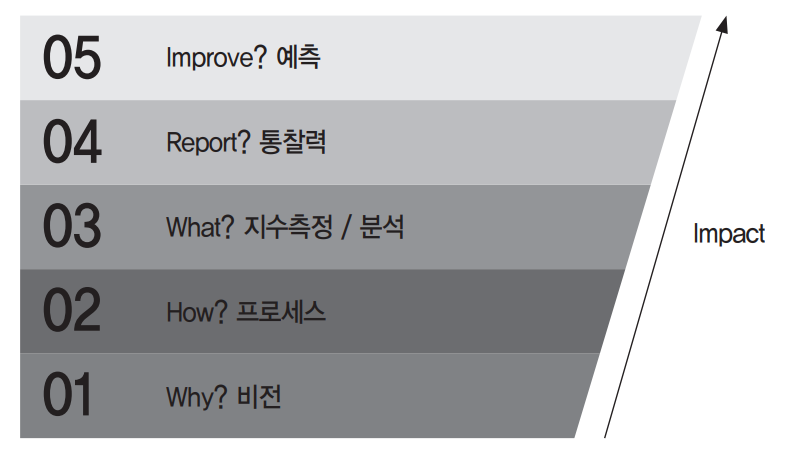 05 Improve? 예측
04 Report? 통찰력
03 What? 지수측정 / 분석
Impact
02 How? 프로세스
01 Why? 비전